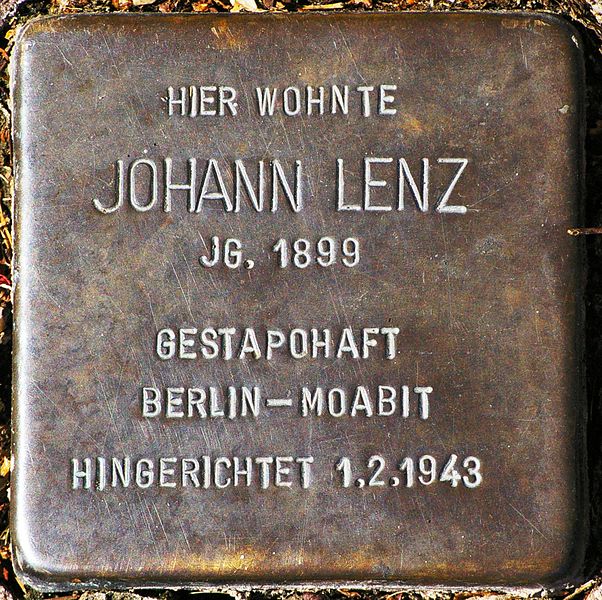 HIER WOHNTE
JOHANN LENZ
JG. 1899
GESTAPOHAFT
BERLIN-MOABIT
HINGERICHTET 1.2.1943